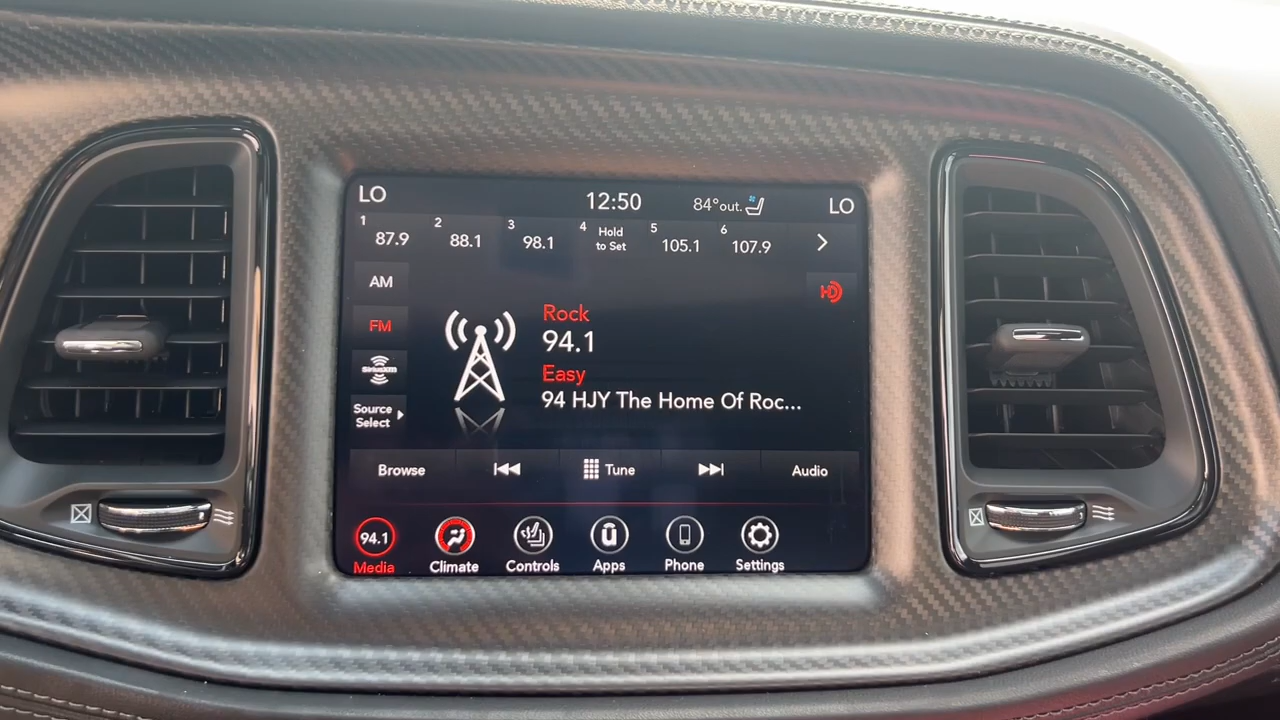 LO 12:50 84°out. LO
1 87.9 2 88.1 3 98.1 4 Hold to Set 5 105.1 6 107.9
AM
HD
FM
Rock
94.1
SiriusXM
Easy
94 HJY The Home Of Roc...
Source
Select
Browse Tune Audio
94.1
Media Climate Controls Apps Phone Settings